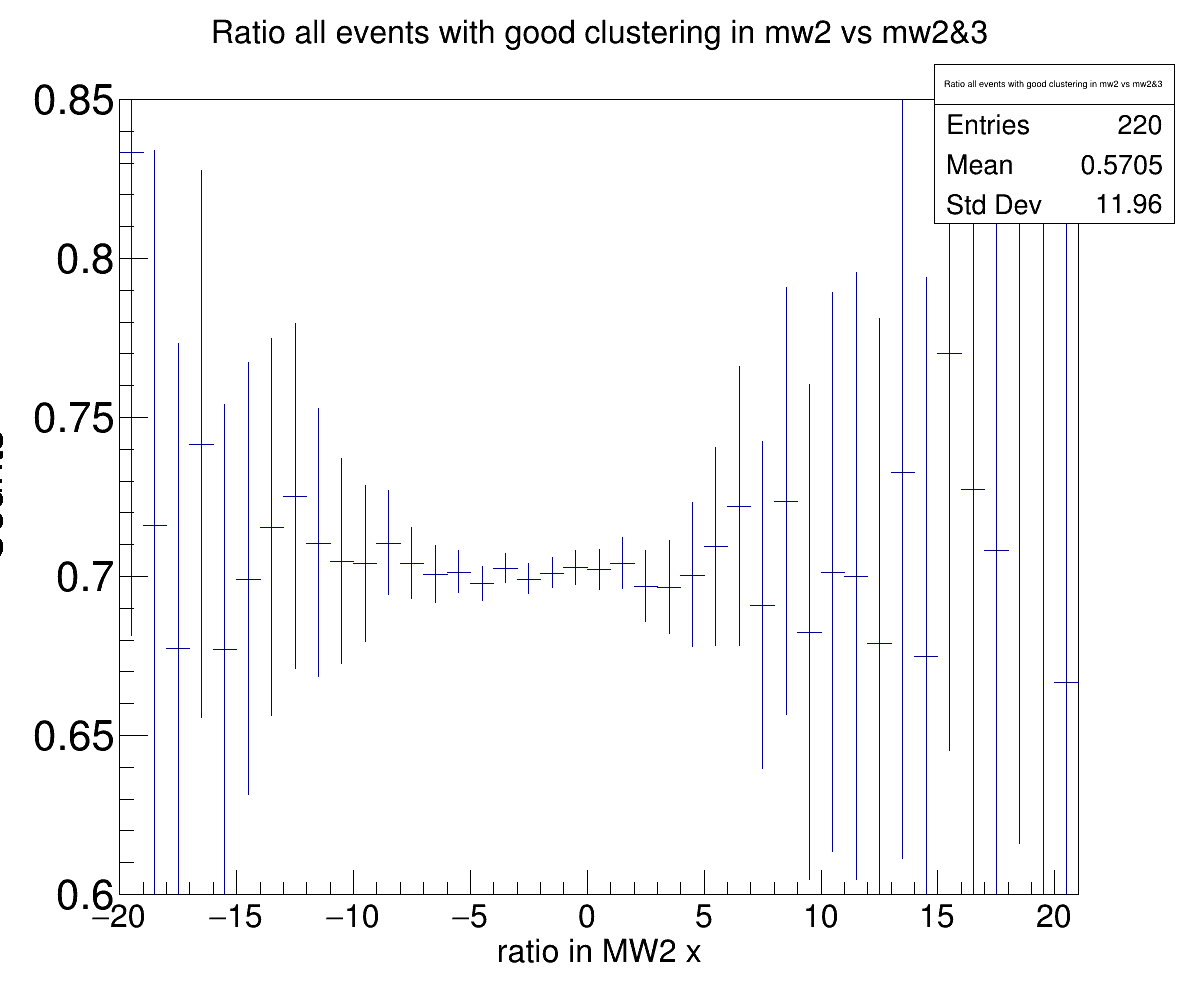 Ratio all events with good clustering in mw2 vs mw2&3
Ratio all events with good clustering in mw2 vs mw2&3
Entries 220
Mean 0.5705
Std Dev 11.96
0.85
0.8
0.75
0.7
0.65
0.6
−20 −15 −10 −5 0 5 10 15 20
ratio in MW2 x